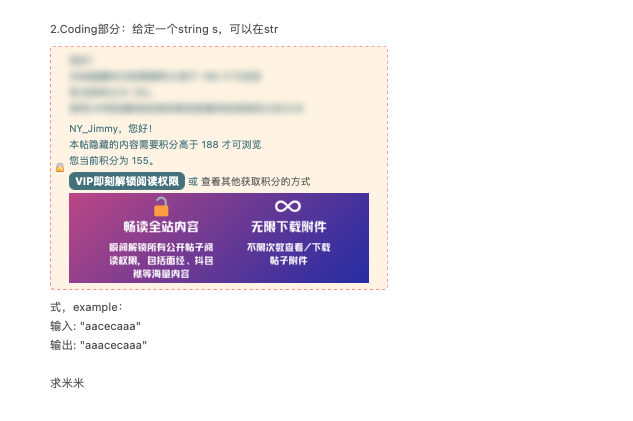 2.Coding部分：给定一个string s，可以在str
NY_Jimmy，您好！
本帖隐藏的内容需要积分高于 188 才可浏览
您当前积分为 155。
VIP即刻解锁阅读权限 或 查看其他获取积分的方式
畅读全站内容
瞬间解锁所有公开帖子阅
读权限，包括面经、抖包
袱等海量内容
无限下载附件
不限次数查看/下载
帖子附件
式，example：
输入: "aacecaaa"
输出: "aaacecaaa"
求米米